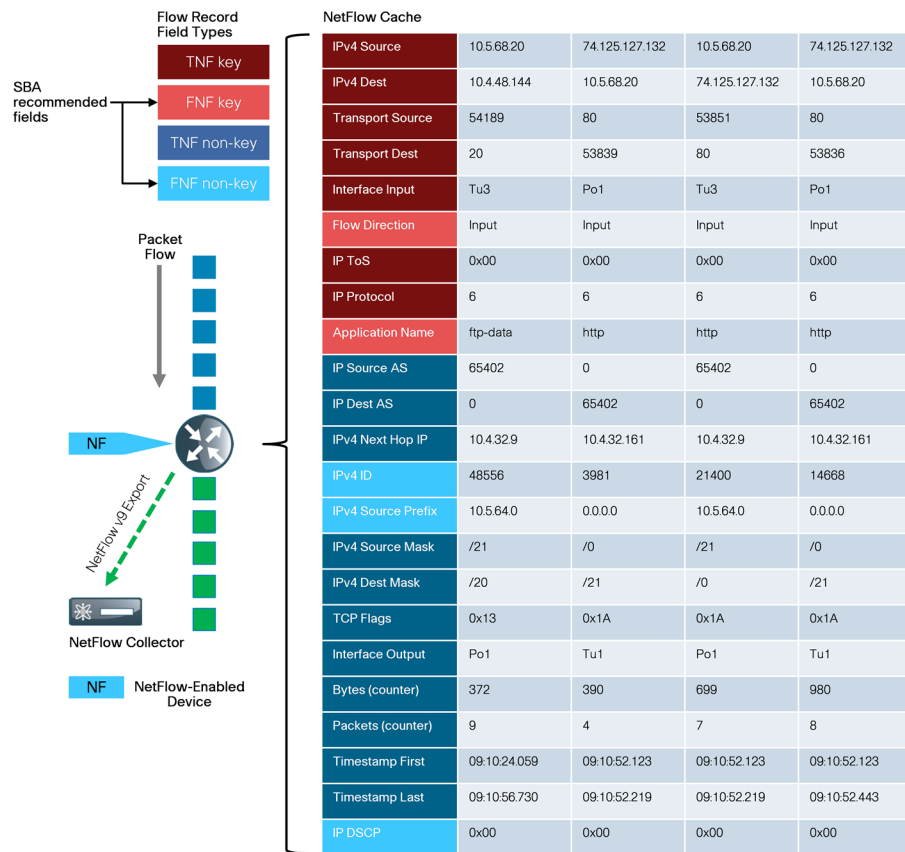 Flow Record
Field Types
TNF key
SBA
recommended
fields
FNF key
TNF non-key
FNF non-key
Packet
Flow
NF
NetFlow v9 Export
NetFlow Collector
NF
NetFlow-Enabled
Device
NetFlow Cache
IPv4 Source 10.5.68.20 74.125.127.132 10.5.68.20 74.125.127.132
IPv4 Dest 10.4.48.144 10.5.68.20 74.125.127.132 10.5.68.20
Transport Source 54189 80 53851 80
Transport Dest 20 53839 80 53836
Interface Input Tu3 Po1 Tu3 Po1
Flow Direction Input Input Input Input
IP ToS 0x00 0x00 0x00 0x00
IP Protocol 6 6 6 6
Application Name ftp-data http http http
IP Source AS 65402 0 65402 0
IP Dest AS 0 65402 0 65402
IPv4 Next Hop IP 10.4.32.9 10.4.32.161 10.4.32.9 10.4.32.161
IPv4 ID 48556 3981 21400 14668
IPv4 Source Prefix 10.5.64.0 0.0.0.0 10.5.64.0 0.0.0.0
IPv4 Source Mask /21 /0 /21 /0
IPv4 Dest Mask /20 /21 /0 /21
TCP Flags 0x13 0x1A 0x1A 0x1A
Interface Output Po1 Tu1 Po1 Tu1
Bytes (counter) 372 390 699 980
Packets (counter) 9 4 7 8
Timestamp First 09:10:24.059 09:10:52.123 09:10:52.123 09:10:52.123
Timestamp Last 09:10:56.730 09:10:52.219 09:10:52.219 09:10:52.443
IP DSCP 0x00 0x00 0x00 0x00